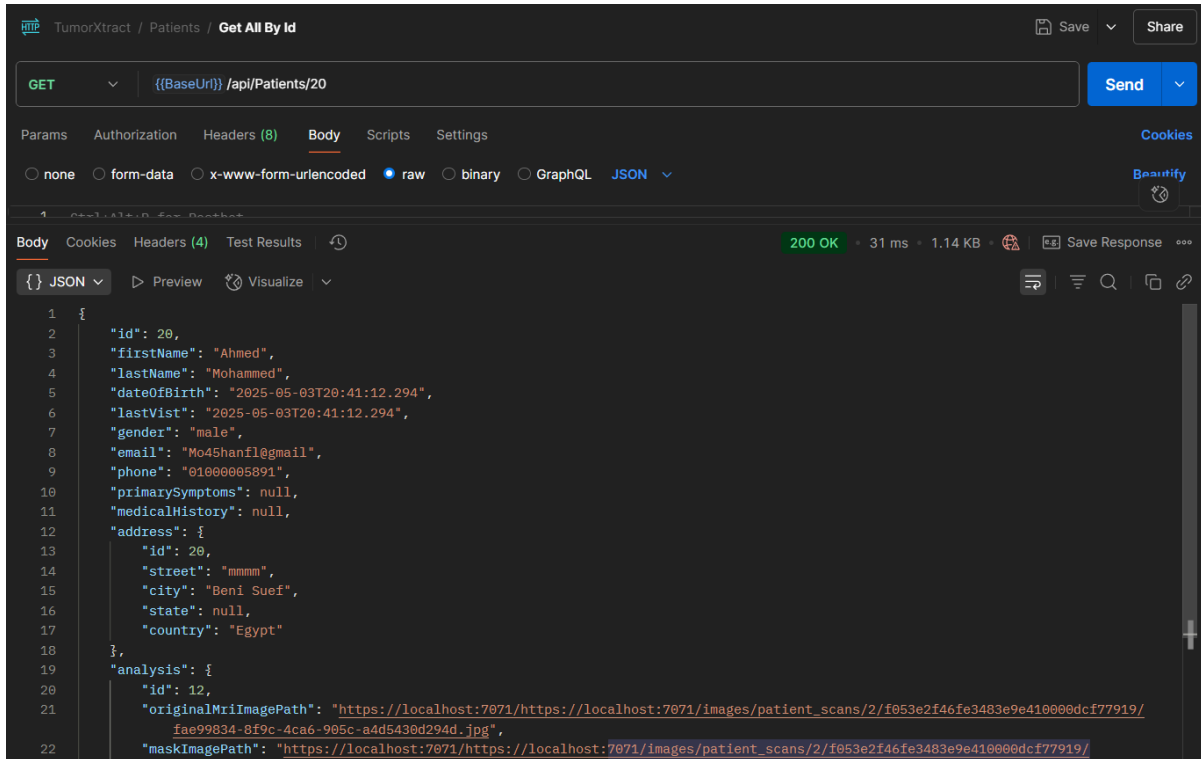 HTTP TumorXtract / Patients / Get All By Id Save Share
GET {{BaseUrl}} /api/Patients/20 Send
Params Authorization Headers (8) Body Scripts Settings Cookies
none form-data x-www-form-urlencoded raw binary GraphQL JSON Beautify
1 Ctrl+Alt+P for Postbot
Body Cookies Headers (4) Test Results 200 OK 31 ms 1.14 KB e.g. Save Response
{} JSON Preview Visualize
1 {
2 "id": 20,
3 "firstName": "Ahmed",
4 "lastName": "Mohammed",
5 "dateOfBirth": "2025-05-03T20:41:12.294",
6 "lastVist": "2025-05-03T20:41:12.294",
7 "gender": "male",
8 "email": "Mo45hanfl@gmail",
9 "phone": "01000005891",
10 "primarySymptoms": null,
11 "medicalHistory": null,
12 "address": {
13 "id": 20,
14 "street": "mmmm",
15 "city": "Beni Suef",
16 "state": null,
17 "country": "Egypt"
18 },
19 "analysis": {
20 "id": 12,
21 "originalMriImagePath": "https://localhost:7071/https://localhost:7071/images/patient_scans/2/f053e2f46fe3483e9e410000dcf77919/
fae99834-8f9c-4ca6-905c-a4d5430d294d.jpg",
22 "maskImagePath": "https://localhost:7071/https://localhost:7071/images/patient_scans/2/f053e2f46fe3483e9e410000dcf77919/